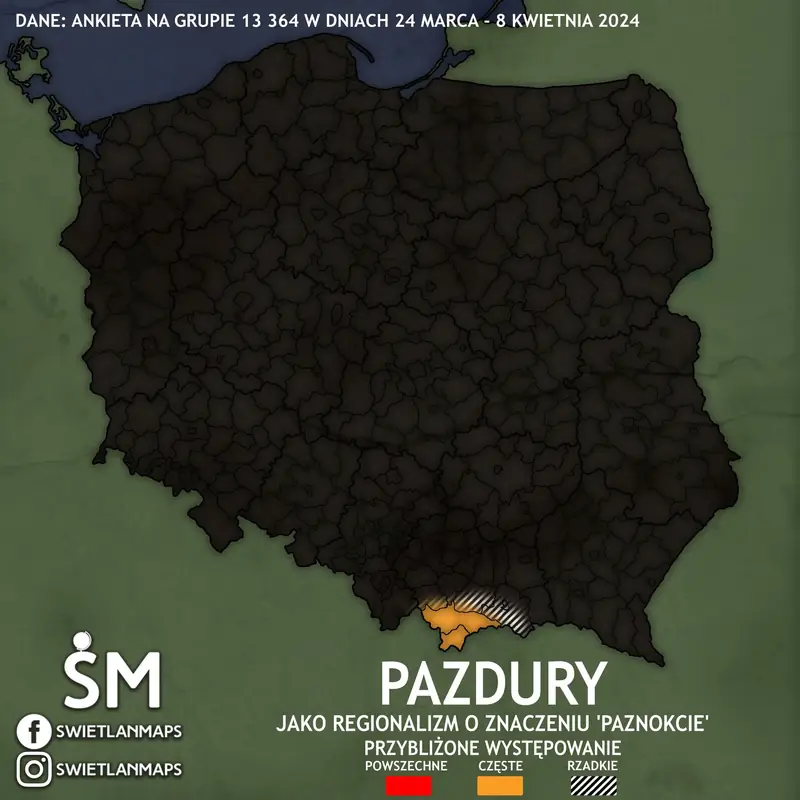 DANE: ANKIETA NA GRUPIE 13 364 W DNIACH 24 MARCA - 8 KWIETNIA 2024
ŚM
SWIETLANMAPS
SWIETLANMAPS
PAZDURY
JAKO REGIONALIZM O ZNACZENIU 'PAZNOKCIE'
PRZYBLIŻONE WYSTĘPOWANIE
POWSZECHNE CZĘSTE RZADKIE